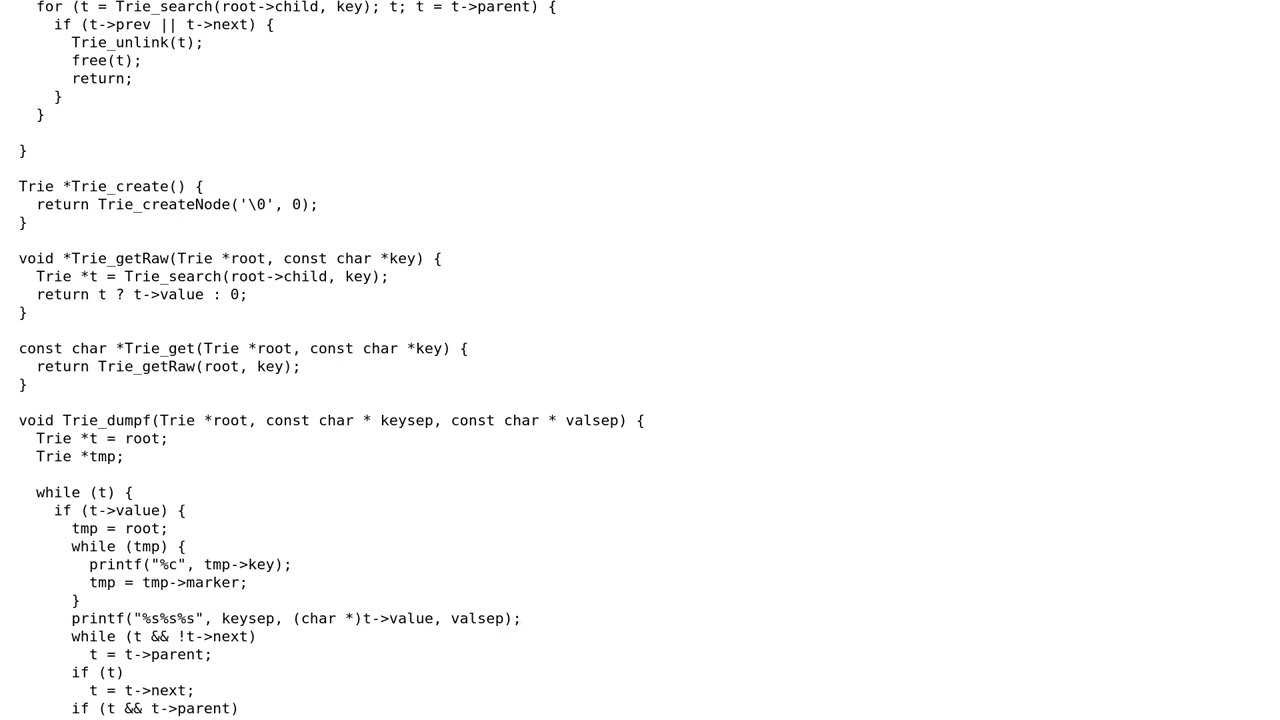 for (t = Trie_search(root->child, key); t; t = t->parent) {
    if (t->prev || t->next) {
      Trie_unlink(t);
      free(t);
      return;
    }
  }

}

Trie *Trie_create() {
  return Trie_createNode('\0', 0);
}

void *Trie_getRaw(Trie *root, const char *key) {
  Trie *t = Trie_search(root->child, key);
  return t ? t->value : 0;
}

const char *Trie_get(Trie *root, const char *key) {
  return Trie_getRaw(root, key);
}

void Trie_dumpf(Trie *root, const char * keysep, const char * valsep) {
  Trie *t = root;
  Trie *tmp;

  while (t) {
    if (t->value) {
      tmp = root;
      while (tmp) {
        printf("%c", tmp->key);
        tmp = tmp->marker;
      }
      printf("%s%s%s", keysep, (char *)t->value, valsep);
      while (t && !t->next)
        t = t->parent;
      if (t)
        t = t->next;
      if (t && t->parent)